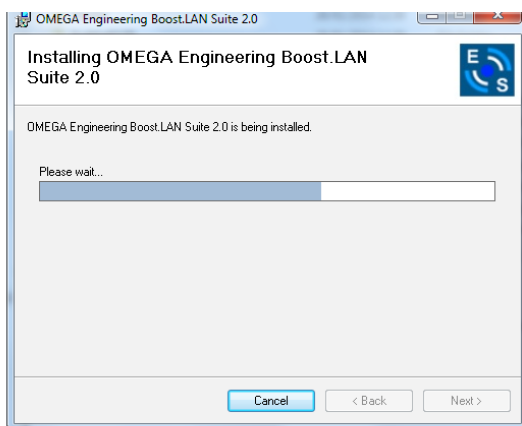 OMEGA Engineering Boost.LAN Suite 2.0
Installing OMEGA Engineering Boost.LAN
Suite 2.0
E
S
OMEGA Engineering Boost.LAN Suite 2.0 is being installed.
Please wait...
Cancel
< Back
Next >